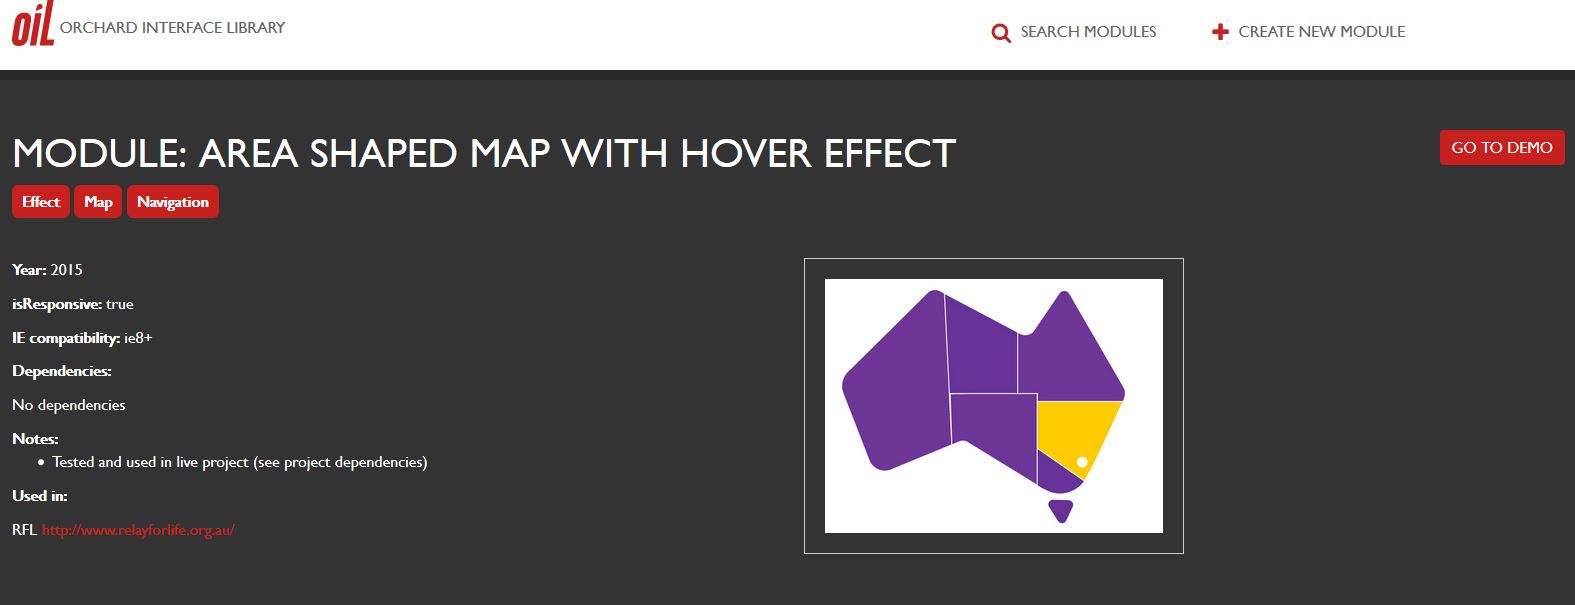 oiL ORCHARD INTERFACE LIBRARY
SEARCH MODULES
CREATE NEW MODULE
MODULE: AREA SHAPED MAP WITH HOVER EFFECT
GO TO DEMO
Effect Map Navigation
Year: 2015
isResponsive: true
IE compatibility: ie8+
Dependencies:
No dependencies
Notes:
• Tested and used in live project (see project dependencies)
Used in:
RFL http://www.relayforlife.org.au/